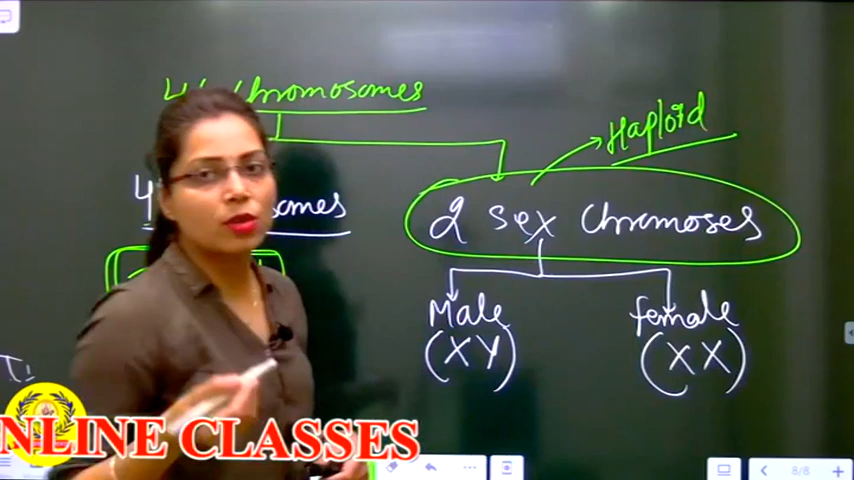 Chromosomes
Haploid
2 Sex Chromoses
Male
female
(XY)
(XX)
NLINE CLASSES
8/8